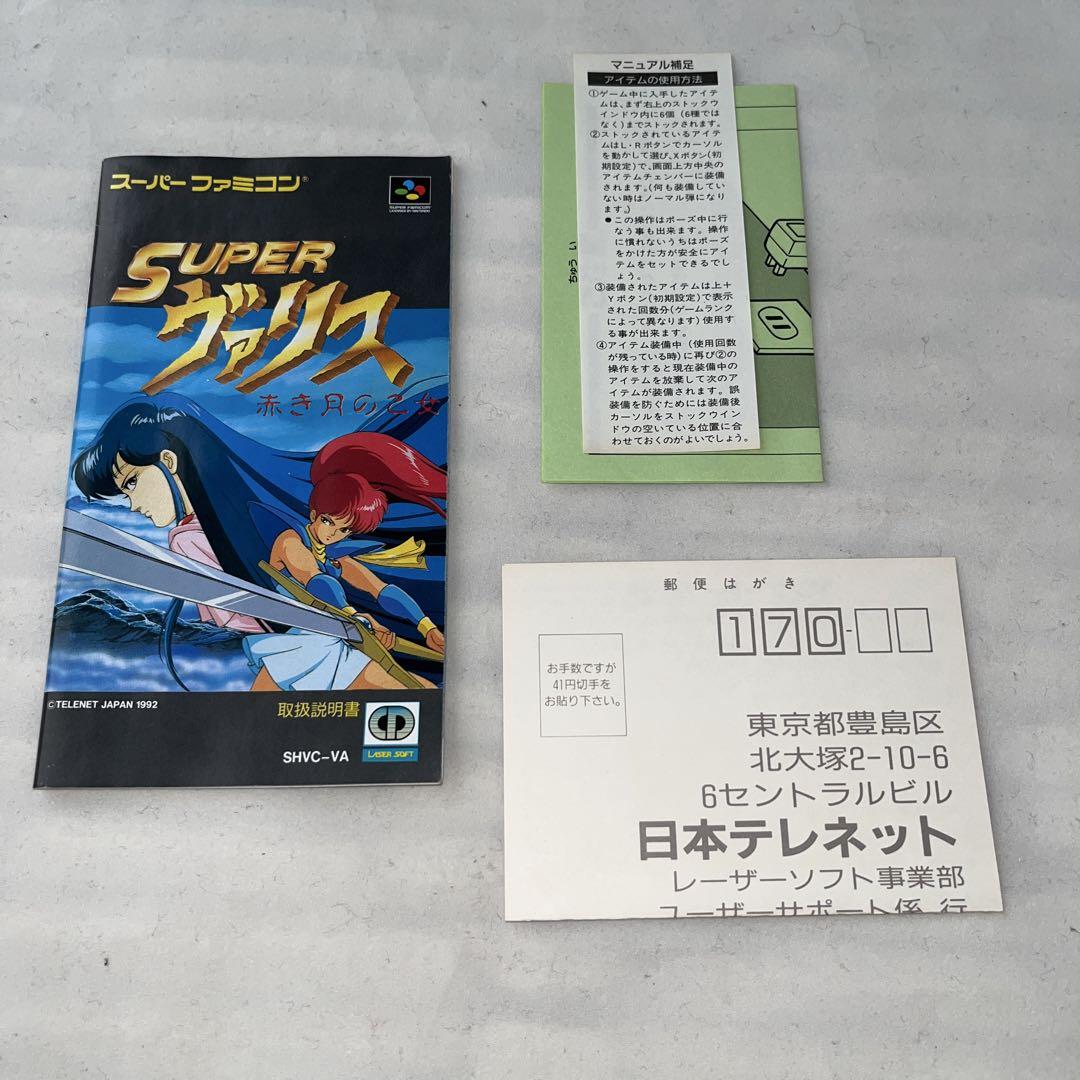 スーパーファミコン®
SUPER FAMICOM
LICENSED BY NINTENDO
SUPER
ヴァリス
赤き月の乙女
©TELENET JAPAN 1992
取扱説明書
SHVC-VA
LASER SOFT
マニュアル補足
アイテムの使用方法
①ゲーム中に入手したアイテ
ムは、まず右上のストックウ
インドウ内に6個(6種では
なく)までストックされます。
②ストックされているアイテ
ムはL・Rボタンでカーソル
を動かして選び、Xボタン(初
期設定)で、画面上方中央の
アイテムチェンバーに装備
されます。(何も装備してい
ない時はノーマル弾になり
ます。)
●この操作はポーズ中に行
なう事も出来ます。操作
に慣れないうちはポーズ
をかけた方が安全にアイ
テムをセットできるでし
ょう。
③装備されたアイテムは上+
Yボタン(初期設定)で表示
された回数分(ゲームランク
によって異なります)使用す
る事が出来ます。
④アイテム装備中(使用回数
が残っている時)に再び②の
操作をすると現在装備中の
アイテムを放棄して次のア
イテムが装備されます。誤
装備を防ぐためには装備後
カーソルをストックウイン
ドウの空いている位置に合
わせておくのがよいでしょう。
ちゅうい
郵便はがき
170-
お手数ですが
41円切手を
お貼り下さい。
東京都豊島区
北大塚2-10-6
6セントラルビル
日本テレネット
レーザーソフト事業部
ユーザーサポート係 行